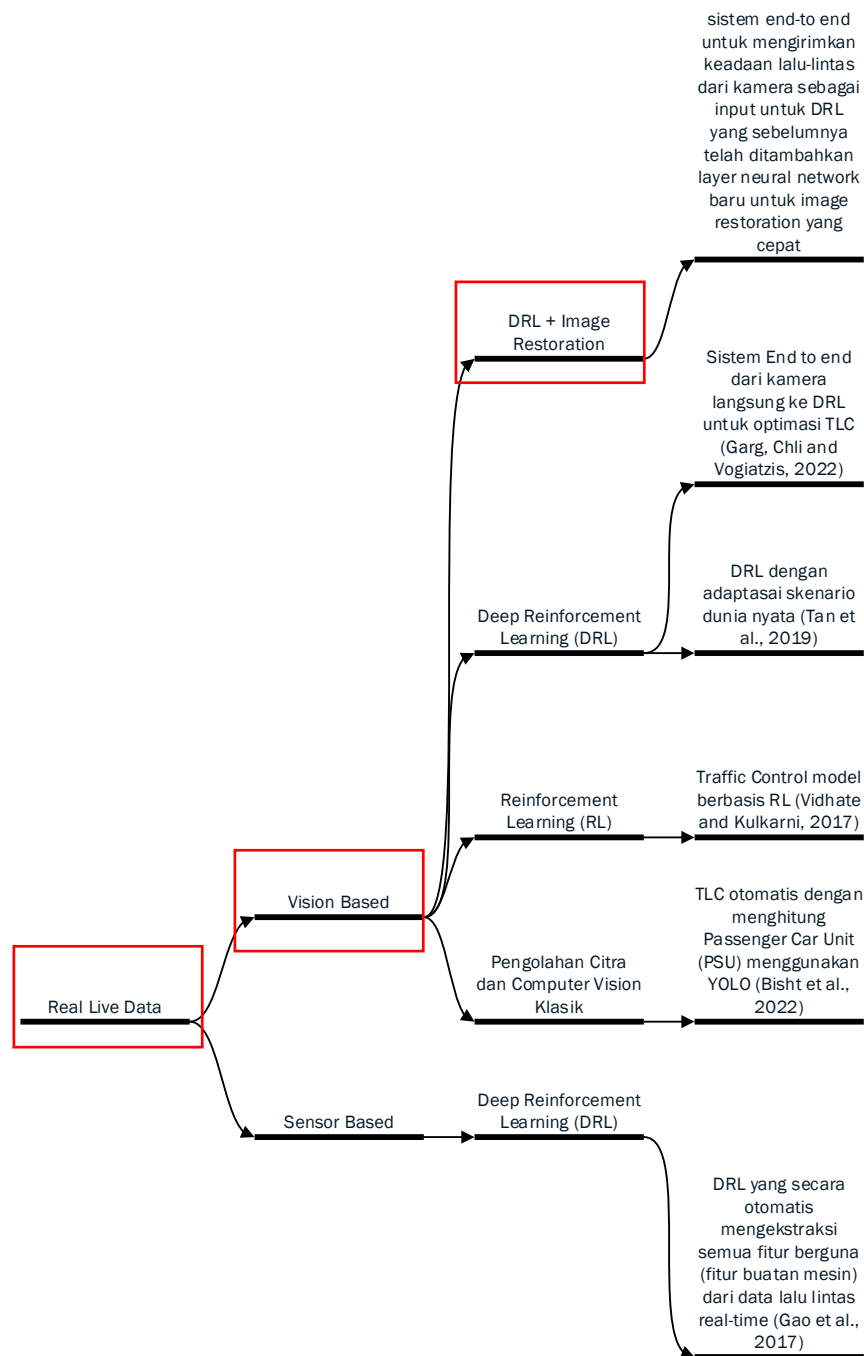 sistem end-to end
untuk mengirimkan
keadaan lalu-lintas
dari kamera sebagai
input untuk DRL
yang sebelumnya
telah ditambahkan
layer neural network
baru untuk image
restoration yang
cepat
DRL + Image
Restoration
Sistem End to end
dari kamera
langsung ke DRL
untuk optimasi TLC
(Garg, Chli and
Vogiatzis, 2022)
Deep Reinforcement
Learning (DRL)
DRL dengan
adaptasai skenario
dunia nyata (Tan et
al., 2019)
Reinforcement
Learning (RL)
Traffic Control model
berbasis RL (Vidhate
and Kulkarni, 2017)
Vision Based
Pengolahan Citra
dan Computer Vision
Klasik
TLC otomatis dengan
menghitung
Passenger Car Unit
(PSU) menggunakan
YOLO (Bisht et al.,
2022)
Real Live Data
Sensor Based
Deep Reinforcement
Learning (DRL)
DRL yang secara
otomatis
mengekstraksi
semua fitur berguna
(fitur buatan mesin)
dari data lalu lintas
real-time (Gao et al.,
2017)